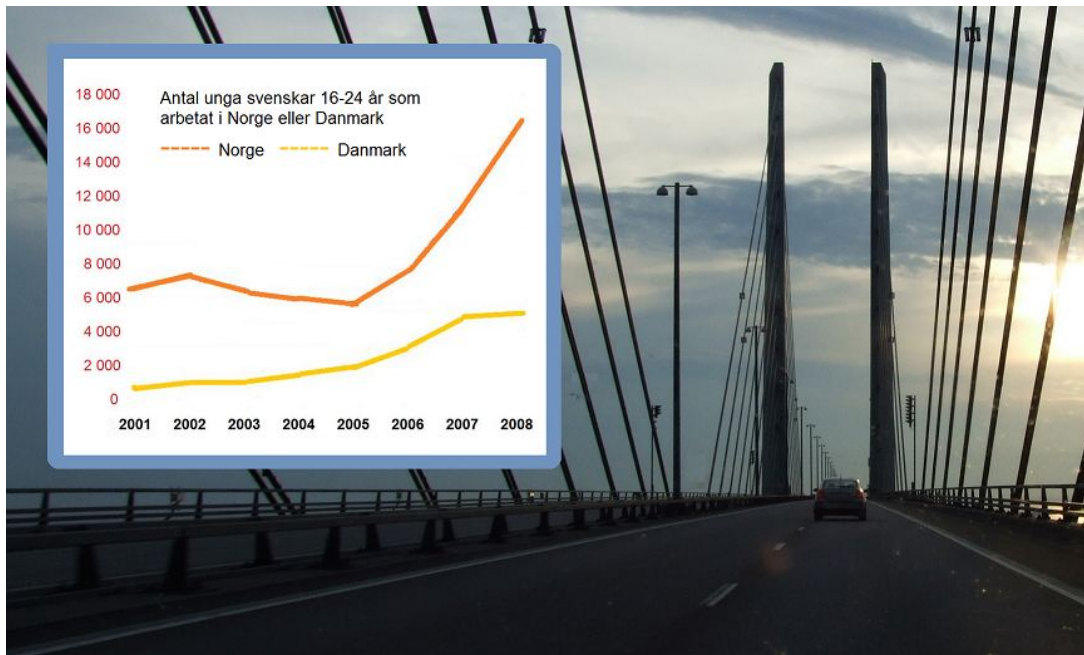 Antal unga svenskar 16-24 år som
arbetat i Norge eller Danmark
Norge Danmark
18 000
16 000
14 000
12 000
10 000
8 000
6 000
4 000
2 000
0
2001 2002 2003 2004 2005 2006 2007 2008